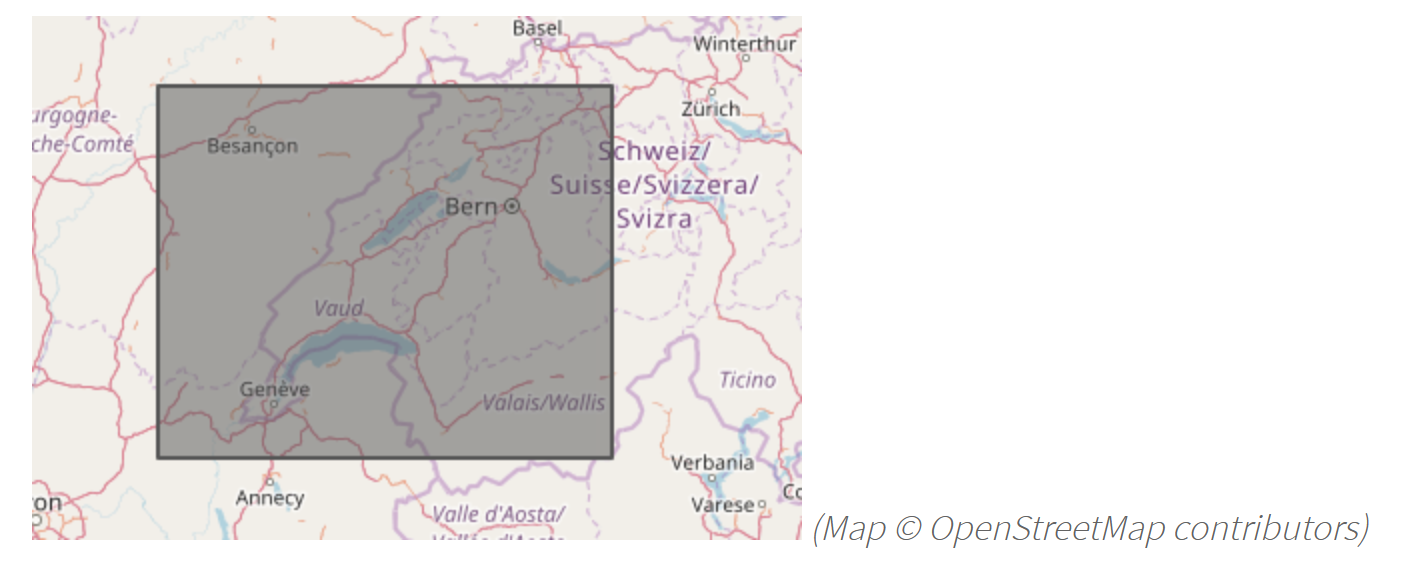 Basel
Winterthur
Zürich
urgogne-
che-Comté
Besançon
Schweiz/
Suisse/Svizzera/
Svizra
Bern
Vaud
Genève
Valais/Wallis
Ticino
Verbania
Varese
Co
Annecy
on
Valle d'Aosta/
(Map © OpenStreetMap contributors)